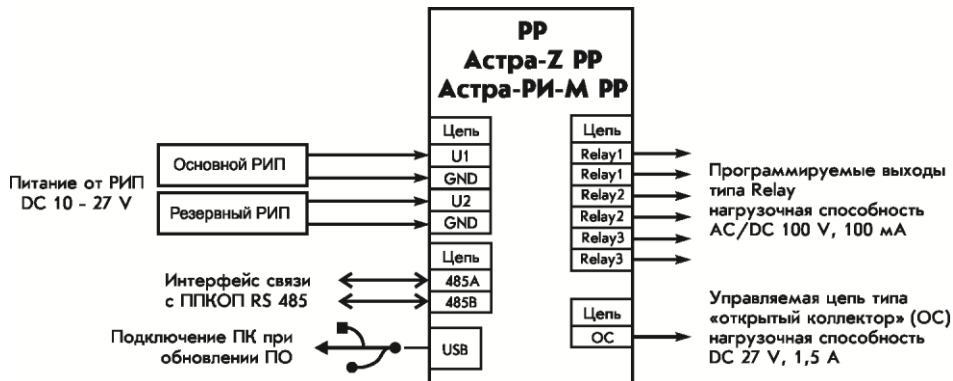 РР
Астра-Z РР
Астра-РИ-М РР
Питание от РИП
DC 10 - 27 V
Основной РИП
Резервный РИП
Цепь
U1
GND
U2
GND
Цепь
485A
485B
USB
Интерфейс связи
с ППКОП RS 485
Подключение ПК при
обновлении ПО
Цепь
Relay1
Relay1
Relay2
Relay2
Relay3
Relay3
Программируемые выходы
типа Relay
нагрузочная способность
AC/DC 100 V, 100 мА
Цепь
ОС
Управляемая цепь типа
«открытый коллектор» (ОС)
нагрузочная способность
DC 27 V, 1,5 А